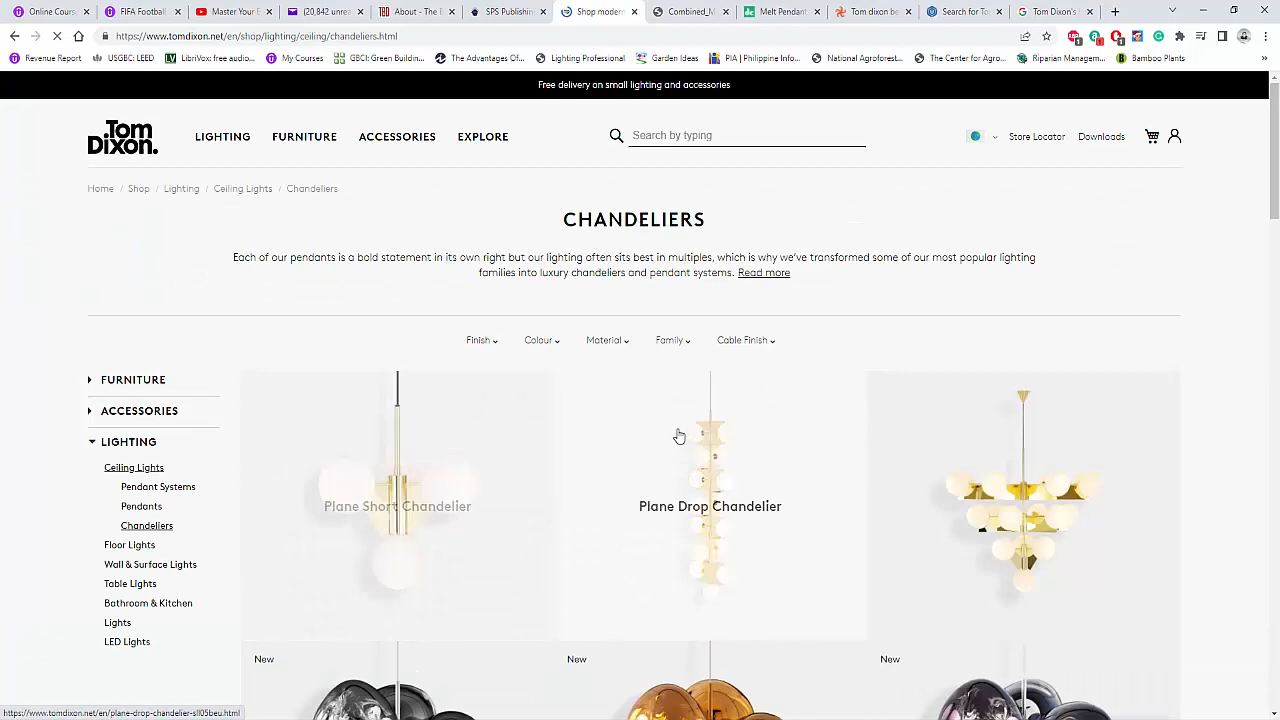 Online Cours
FIFA Football
Master Your E
(20,842 unrea
About - The B
SPS Publishin
Shop modern
Combined_M
Melt Pendant
Tom dixon be
Search for To
Tom Dixon's
https://www.tomdixon.net/en/shop/lighting/ceiling/chandeliers.html
Revenue Report
USGBC: LEED
LibriVox: free audio...
My Courses
GBCI: Green Building...
The Advantages Of...
Lighting Professional
Garden Ideas
PIA | Philippine Info...
National Agroforest...
The Center for Agro...
Riparian Managem...
Bamboo Plants
»
Free delivery on small lighting and accessories
Tom
Dixon.
LIGHTING FURNITURE ACCESSORIES EXPLORE
Search by typing
Store Locator Downloads
Home / Shop / Lighting / Ceiling Lights / Chandeliers
CHANDELIERS
Each of our pendants is a bold statement in its own right but our lighting often sits best in multiples, which is why we've transformed some of our most popular lighting
families into luxury chandeliers and pendant systems. Read more
Finish Colour Material Family Cable Finish
FURNITURE
ACCESSORIES
LIGHTING
Ceiling Lights
Pendant Systems
Pendants
Chandeliers
Floor Lights
Wall & Surface Lights
Table Lights
Bathroom & Kitchen
Lights
LED Lights
Plane Short Chandelier
Plane Drop Chandelier
New
New
New
https://www.tomdixon.net/en/plane-drop-chandelier-sll05beu.html